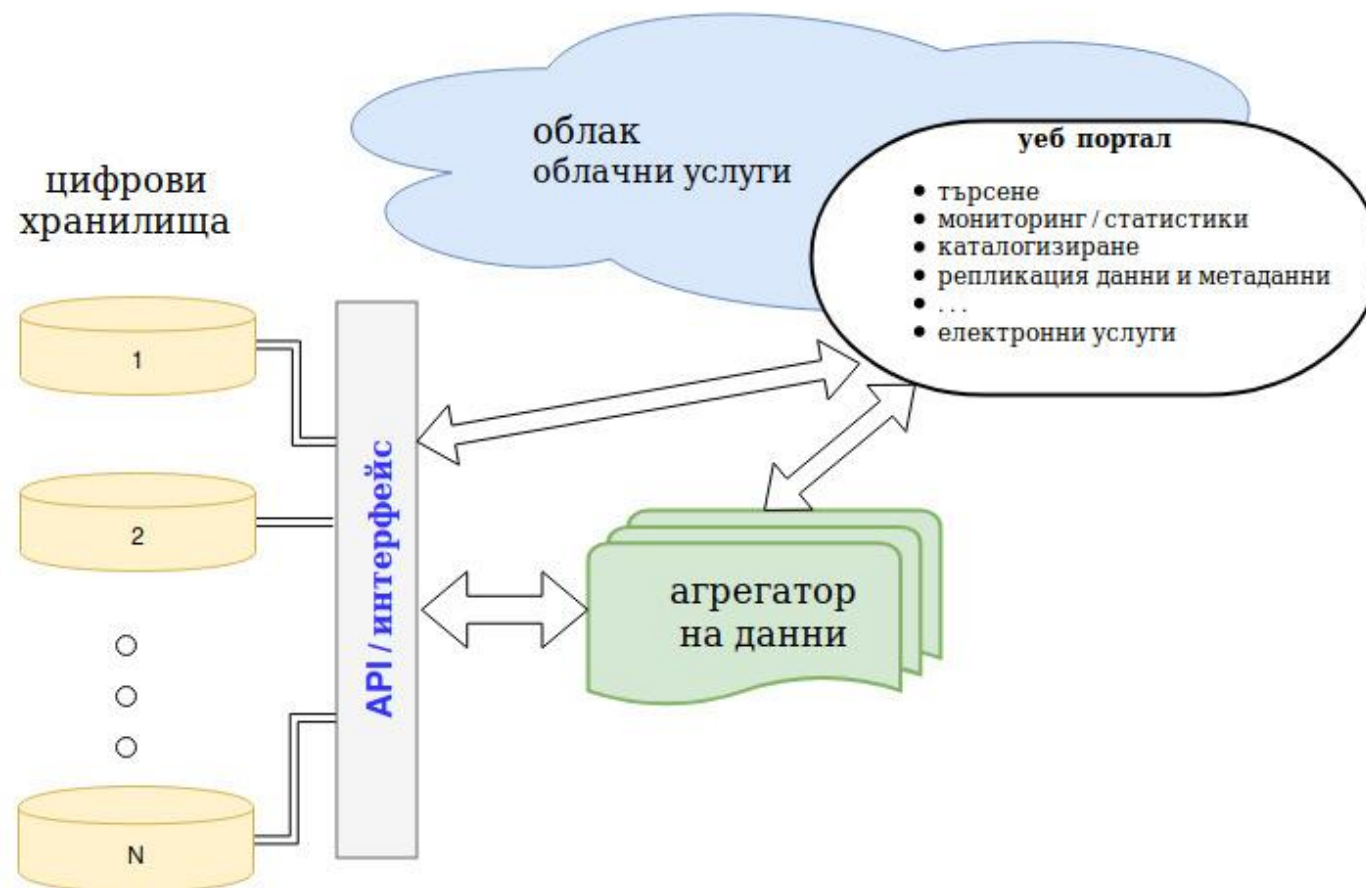 облак
облачни услуги
уеб портал
търсене
мониторинг / статистики
каталогизиране
репликация данни и метаданни
. . .
електронни услуги
цифрови
хранилища
1
2
N
API / интерфейс
агрегатор
на данни